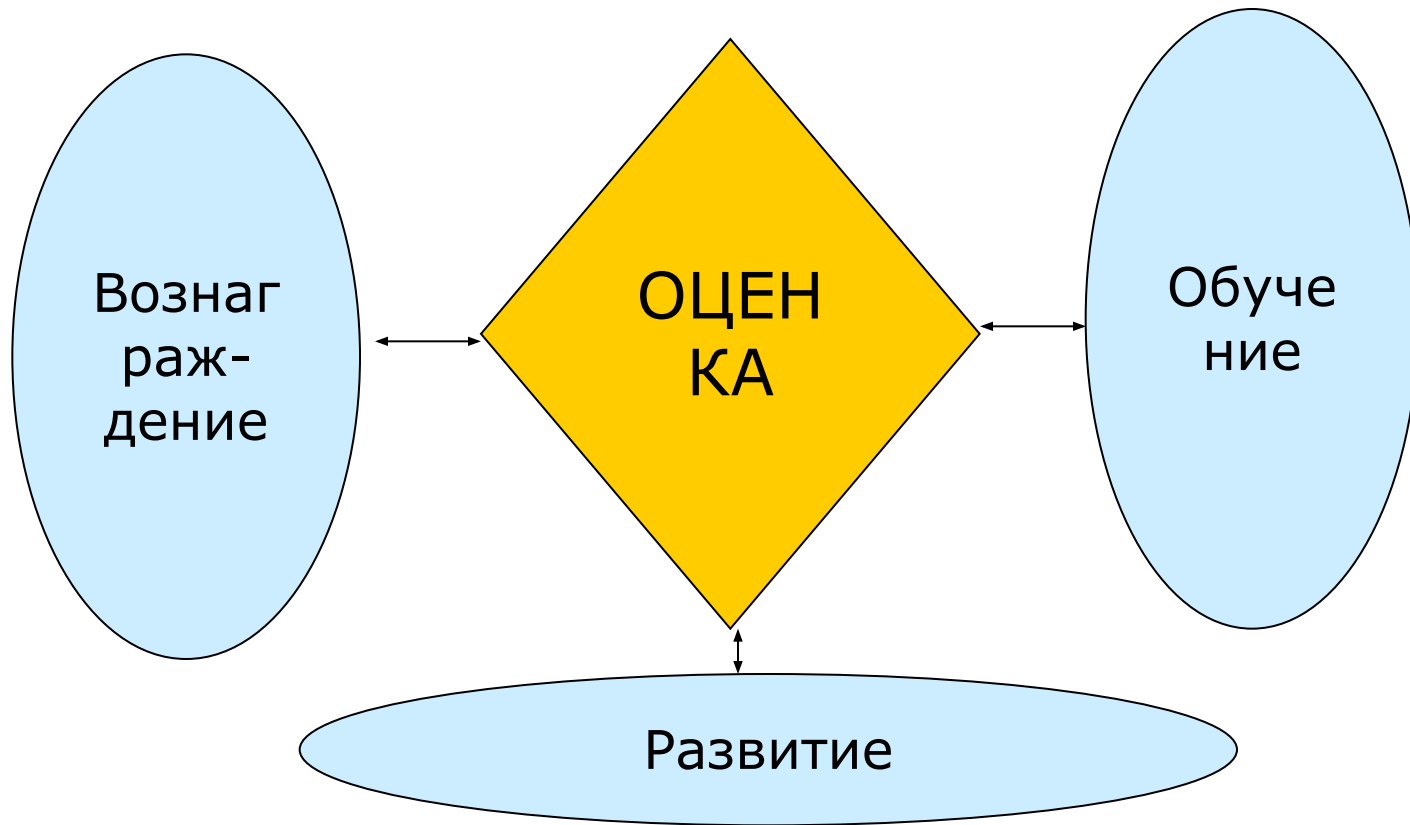 Вознаг
раж-
дение
ОЦЕН
КА
Обуче
ние
Развитие